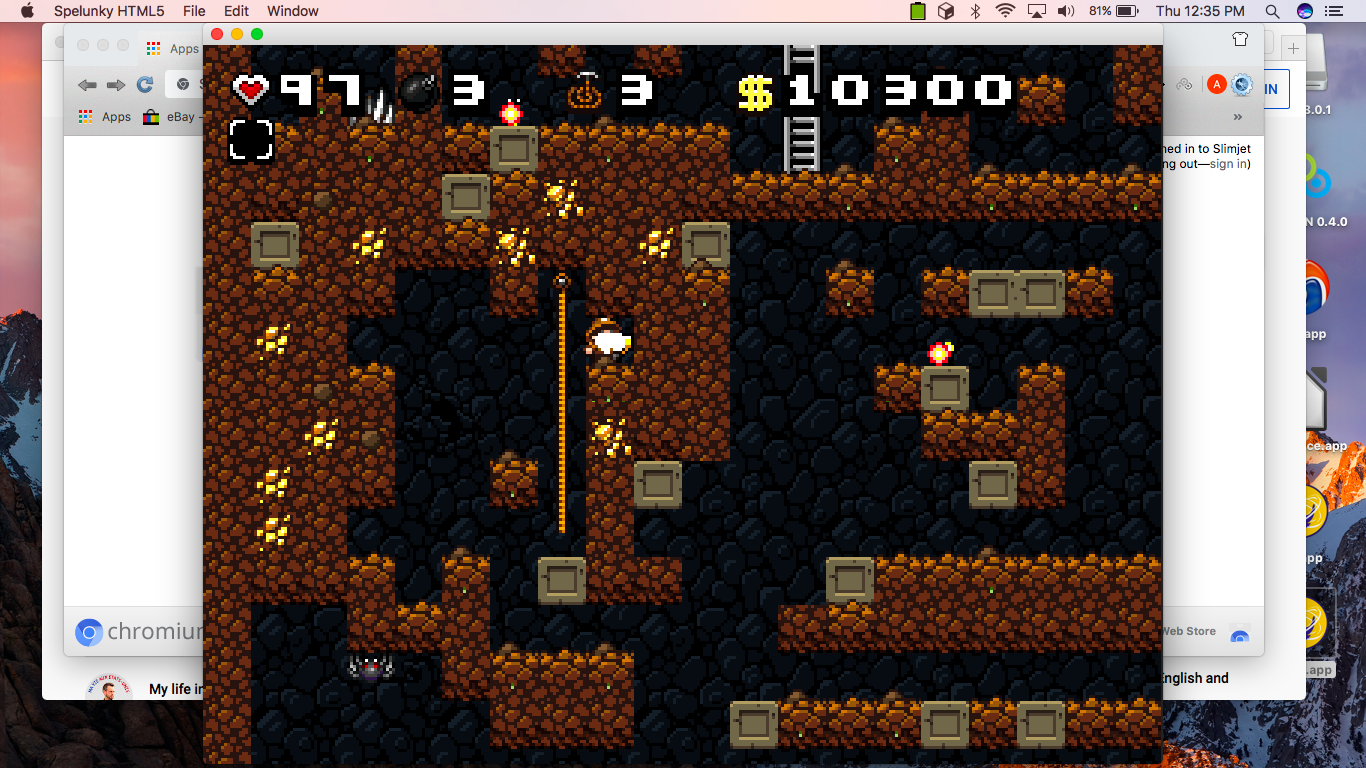 Spelunky HTML5 File Edit Window 81% Thu 12:35 PM
Apps
97 3 3 $10300
A IN
Apps eBay
»
3.0.1
ned in to Slimjet
ng out—sign in)
N 0.4.0
app
ce.app
pp
chromium
Web Store
.app
My life in
English and